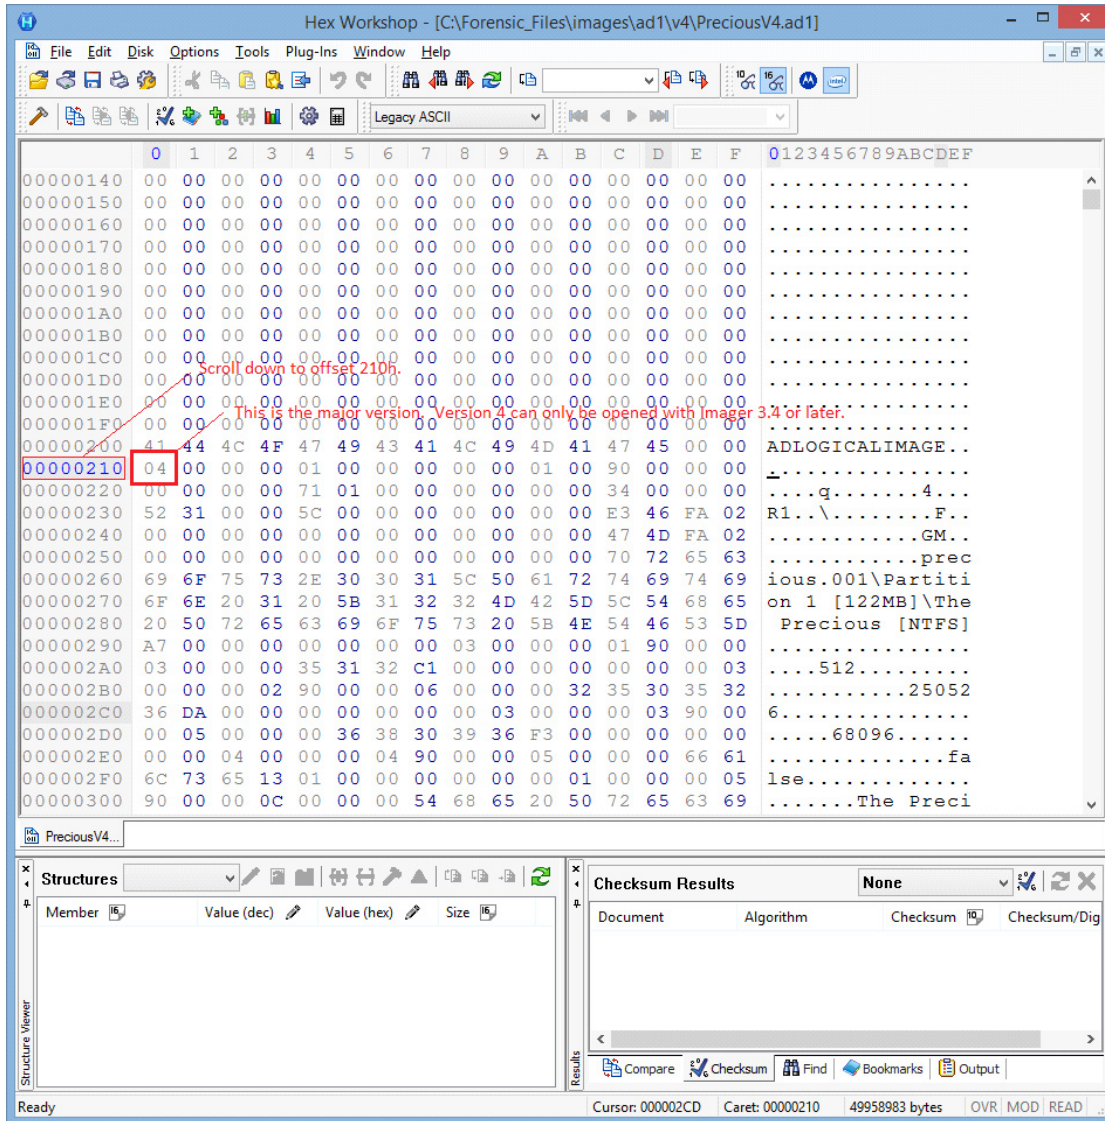 Hex Workshop - [C:\Forensic_Files\images\ad1\v4\PreciousV4.ad1]
File Edit Disk Options Tools Plug-Ins Window Help
Legacy ASCII
0 1 2 3 4 5 6 7 8 9 A B C D E F 0123456789ABCDEF
00000140 00 00 00 00 00 00 00 00 00 00 00 00 00 00 00 00 ................
00000150 00 00 00 00 00 00 00 00 00 00 00 00 00 00 00 00 ................
00000160 00 00 00 00 00 00 00 00 00 00 00 00 00 00 00 00 ................
00000170 00 00 00 00 00 00 00 00 00 00 00 00 00 00 00 00 ................
00000180 00 00 00 00 00 00 00 00 00 00 00 00 00 00 00 00 ................
00000190 00 00 00 00 00 00 00 00 00 00 00 00 00 00 00 00 ................
000001A0 00 00 00 00 00 00 00 00 00 00 00 00 00 00 00 00 ................
000001B0 00 00 00 00 00 00 00 00 00 00 00 00 00 00 00 00 ................
000001C0 00 00 00 00 00 00 00 00 00 00 00 00 00 00 00 00 ................
Scroll down to offset 210h.
000001D0 00 00 00 00 00 00 00 00 00 00 00 00 00 00 00 00 ................
000001E0 00 00 00 00 00 00 00 00 00 00 00 00 00 00 00 00 ................
This is the major version. Version 4 can only be opened with Imager 3.4 or later.
000001F0 00 00 00 00 00 00 00 00 00 00 00 00 00 00 00 00 ................
00000200 41 44 4C 4F 47 49 43 41 4C 49 4D 41 47 45 00 00 ADLOGICALIMAGE..
00000210 04 00 00 00 01 00 00 00 00 00 01 00 90 00 00 00 ................
00000220 00 00 00 00 71 01 00 00 00 00 00 00 34 00 00 00 ....q.......4...
00000230 52 31 00 00 5C 00 00 00 00 00 00 00 E3 46 FA 02 R1..\........F..
00000240 00 00 00 00 00 00 00 00 00 00 00 00 47 4D FA 02 ............GM..
00000250 00 00 00 00 00 00 00 00 00 00 00 00 70 72 65 63 ............prec
00000260 69 6F 75 73 2E 30 30 31 5C 50 61 72 74 69 74 69 ious.001\Partiti
00000270 6F 6E 20 31 20 5B 31 32 32 4D 42 5D 5C 54 68 65 on 1 [122MB]\The
00000280 20 50 72 65 63 69 6F 75 73 20 5B 4E 54 46 53 5D Precious [NTFS]
00000290 A7 00 00 00 00 00 00 00 03 00 00 00 01 90 00 00 ................
000002A0 03 00 00 00 35 31 32 C1 00 00 00 00 00 00 00 03 ....512.........
000002B0 00 00 00 02 90 00 00 06 00 00 00 32 35 30 35 32 ...........25052
000002C0 36 DA 00 00 00 00 00 00 00 03 00 00 00 03 90 00 6...............
000002D0 00 05 00 00 00 36 38 30 39 36 F3 00 00 00 00 00 .....68096......
000002E0 00 00 04 00 00 00 04 90 00 00 05 00 00 00 66 61 ..............fa
000002F0 6C 73 65 13 01 00 00 00 00 00 00 01 00 00 00 05 lse.............
00000300 90 00 00 0C 00 00 00 54 68 65 20 50 72 65 63 69 .......The Preci
PreciousV4...
Structures
Checksum Results None
Member Value (dec) Value (hex) Size
Document Algorithm Checksum Checksum/Dig
Structure Viewer
Results
Compare Checksum Find Bookmarks Output
Ready Cursor: 000002CD Caret: 00000210 49958983 bytes OVR MOD READ